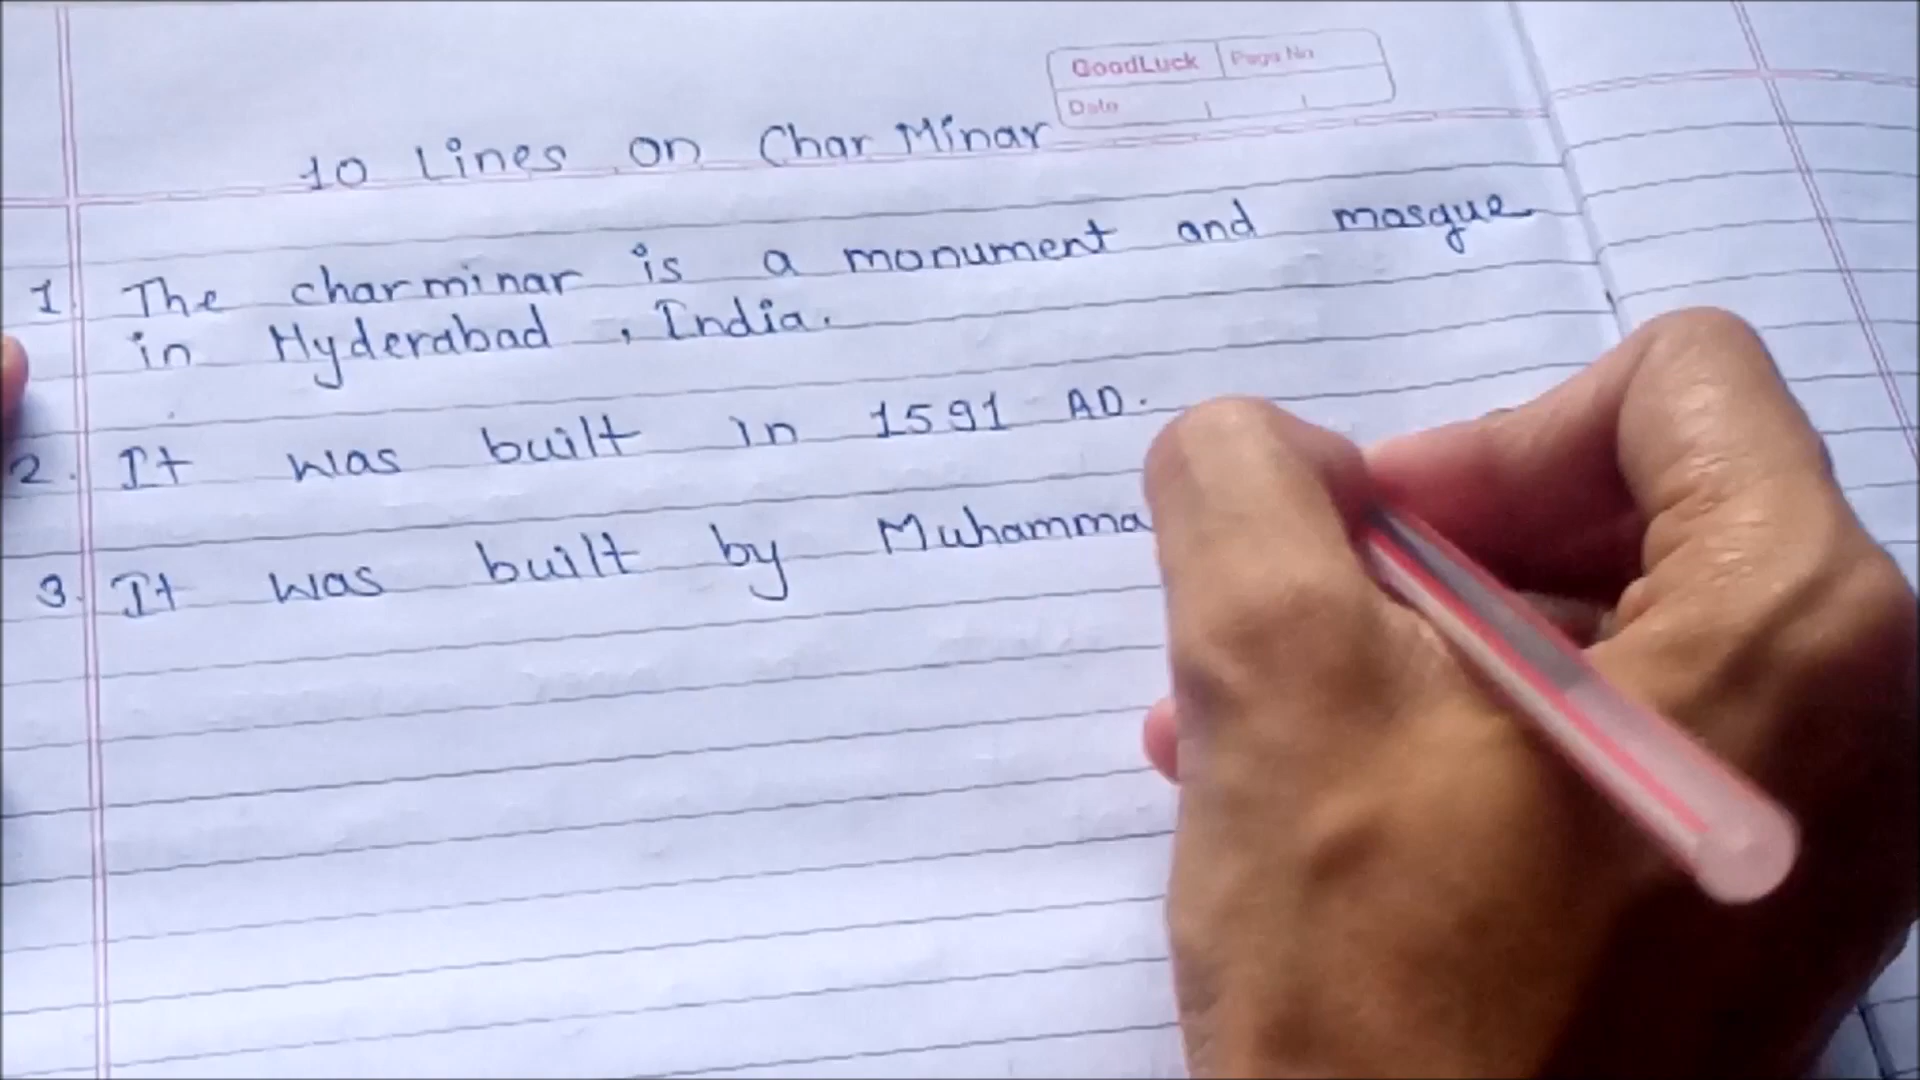 GoodLuck Page No
Date
10 Lines on Char Minar
1. The charminar is a monument and mosque
in Hyderabad , India.
2. It was built in 1591 AD.
3. It was built by Muhamma